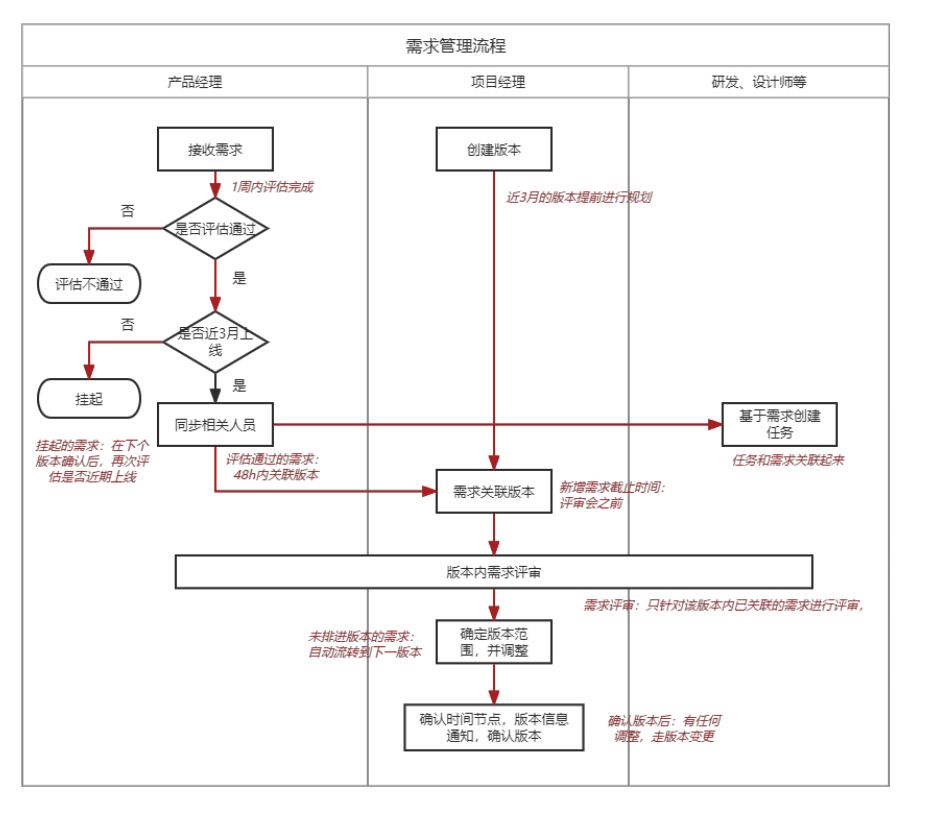 需求管理流程
产品经理
项目经理
研发、设计师等
接收需求
创建版本
1周内评估完成
近3月的版本提前进行规划
否
是否评估通过
评估不通过
是
否
是否近3月上
线
是
挂起
同步相关人员
基于需求创建
任务
挂起的需求：在下个
版本确认后，再次评
估是否近期上线
评估通过的需求：
48h内关联版本
任务和需求关联起来
需求关联版本
新增需求截止时间：
评审会之前
版本内需求评审
需求评审：只针对该版本内已关联的需求进行评审，
未排进版本的需求：
自动流转到下一版本
确定版本范
围，并调整
确认时间节点，版本信息
通知，确认版本
确认版本后：有任何
调整，走版本变更